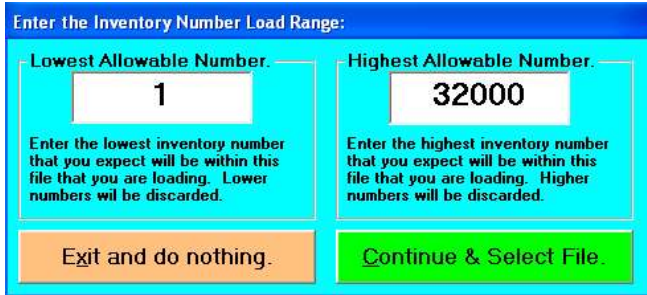 Enter the Inventory Number Load Range:
Lowest Allowable Number.
1
Enter the lowest inventory number
that you expect will be within this
file that you are loading.  Lower
numbers wil be discarded.
Highest Allowable Number.
32000
Enter the highest inventory number
that you expect will be within this
file that you are loading.  Higher
numbers will be discarded.
Exit and do nothing.
Continue & Select File.